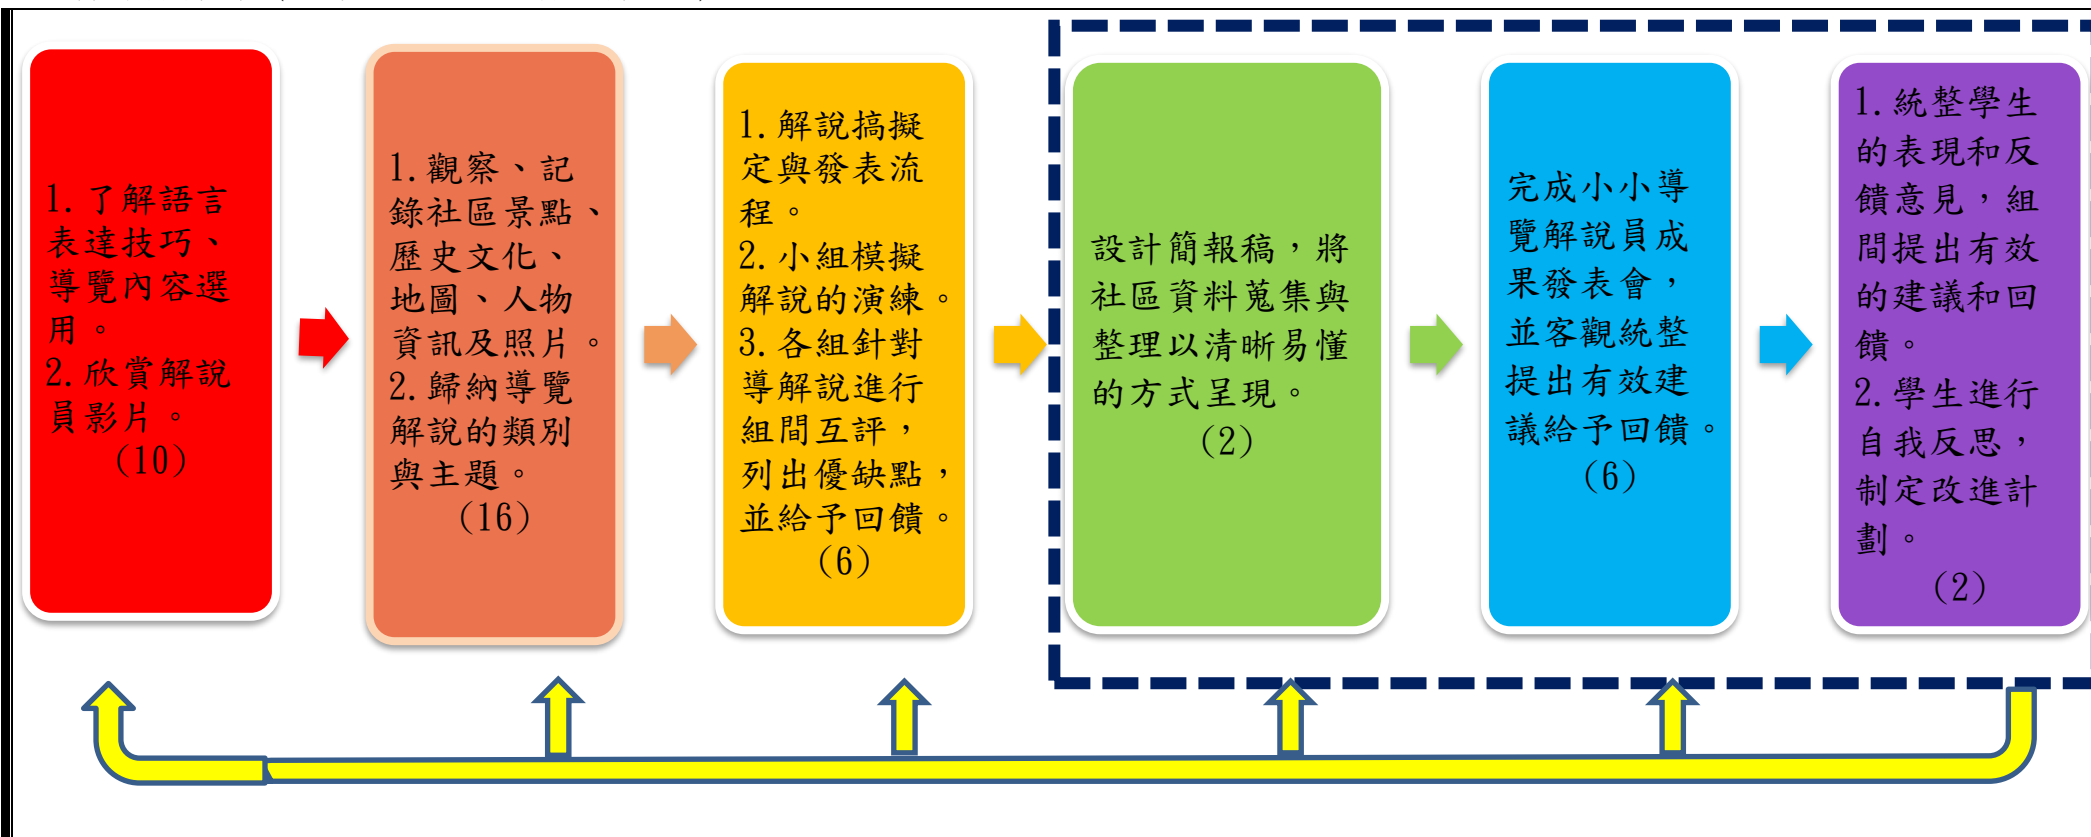 1.了解語言
表達技巧、
導覽內容選
用。
2.欣賞解說
員影片。
(10)
1.觀察、記
錄社區景點、
歷史文化、
地圖、人物
資訊及照片。
2.歸納導覽
解說的類別
與主題。
(16)
1.解說搞擬
定與發表流
程。
2.小組模擬
解說的演練。
3.各組針對
導解說進行
組間互評，
列出優缺點，
並給予回饋。
(6)
設計簡報稿，將
社區資料蒐集與
整理以清晰易懂
的方式呈現。
(2)
完成小小導
覽解說員成
果發表會，
並客觀統整
提出有效建
議給予回饋。
(6)
1.統整學生
的表現和反
饋意見，組
間提出有效
的建議和回
饋。
2.學生進行
自我反思，
制定改進計
劃。
(2)